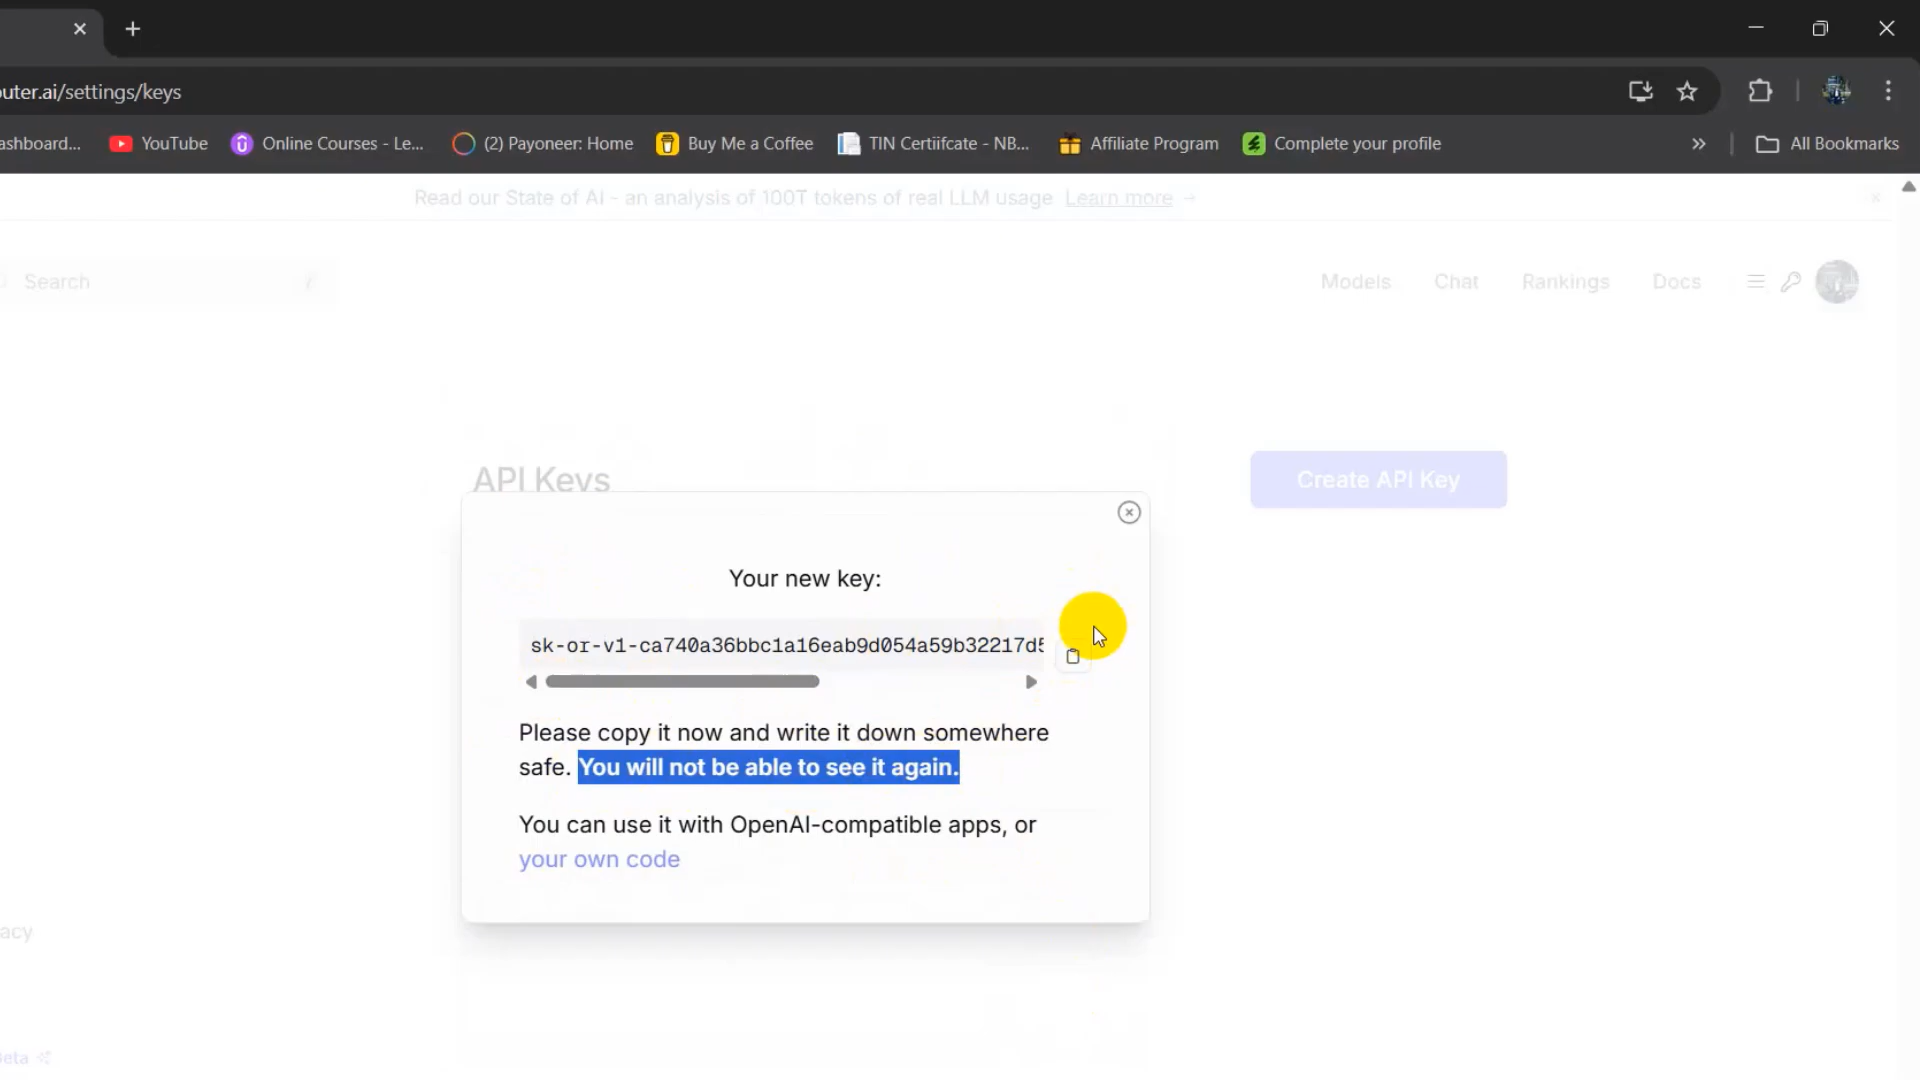 outer.ai/settings/keys
ashboard...
YouTube
Online Courses - Le...
(2) Payoneer: Home
Buy Me a Coffee
TIN Certiifcate - NB...
Affiliate Program
Complete your profile
All Bookmarks
Read our State of AI - an analysis of 100T tokens of real LLM usage Learn more →
Search /
Models
Chat
Rankings
Docs
API Keys
Create API Key
Your new key:
sk-or-v1-ca740a36bbc1a16eab9d054a59b32217d5
Please copy it now and write it down somewhere
safe. You will not be able to see it again.
You can use it with OpenAI-compatible apps, or
your own code
acy
Beta